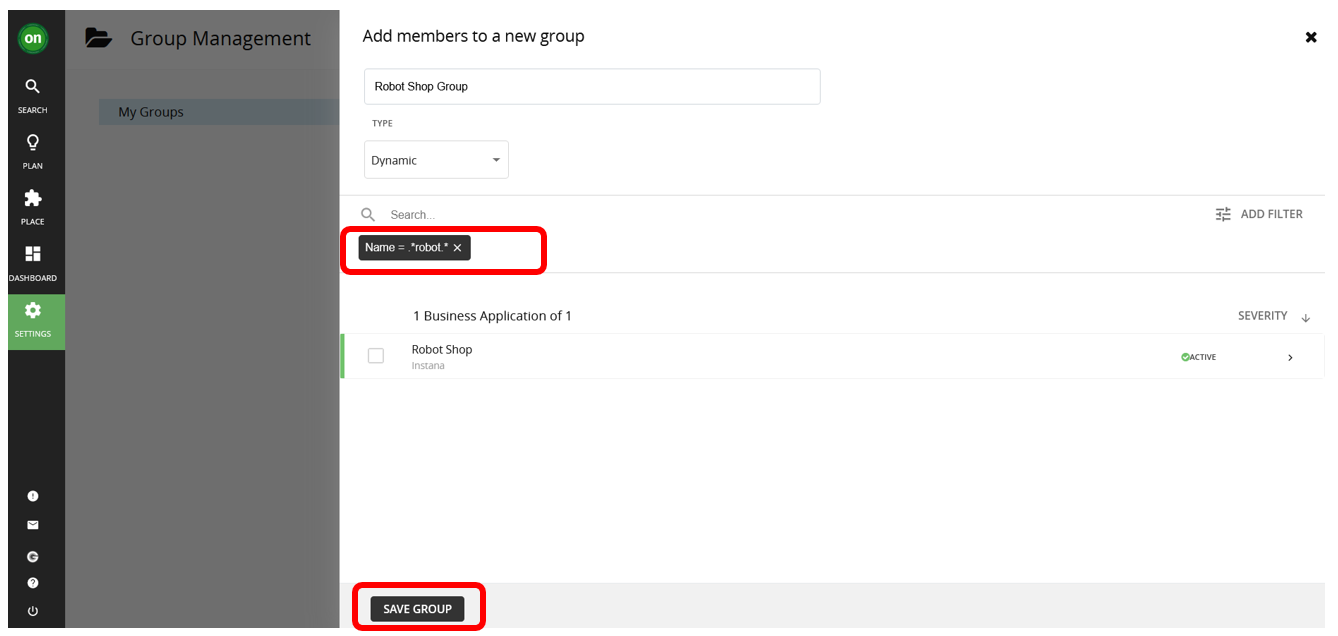 on
Group Management
SEARCH
PLAN
PLACE
DASHBOARD
SETTINGS
My Groups
Add members to a new group
Robot Shop Group
TYPE
Dynamic
Search...
ADD FILTER
Name = .*robot.*
1 Business Application of 1
SEVERITY
Robot Shop
Instana
ACTIVE
SAVE GROUP